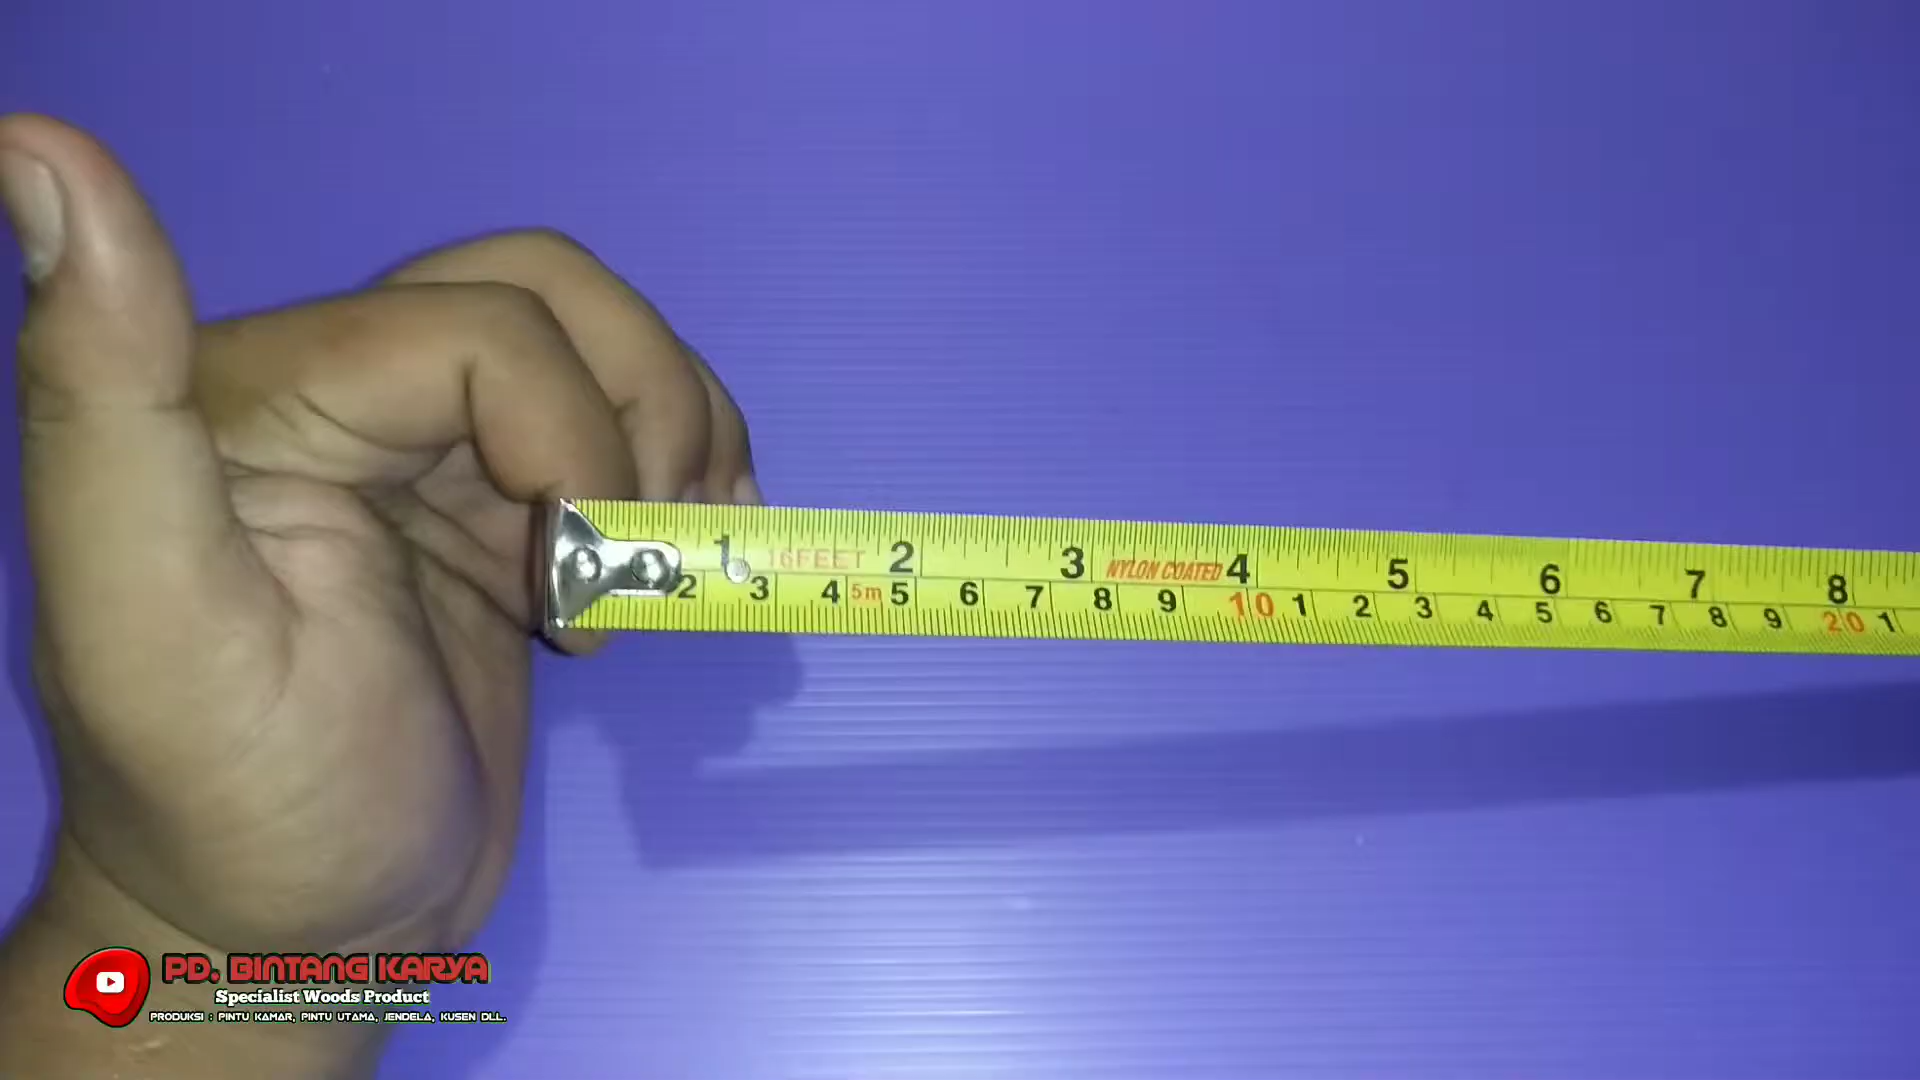 1 16FEET 2 3 NYLON COATED 4 5 6 7 8
2 3 4 5m 5 6 7 8 9 10 1 2 3 4 5 6 7 8 9 20 1
PD. BINTANG KARYA
Specialist Woods Product
PRODUKSI : PINTU KAMAR, PINTU UTAMA, JENDELA, KUSEN DLL.